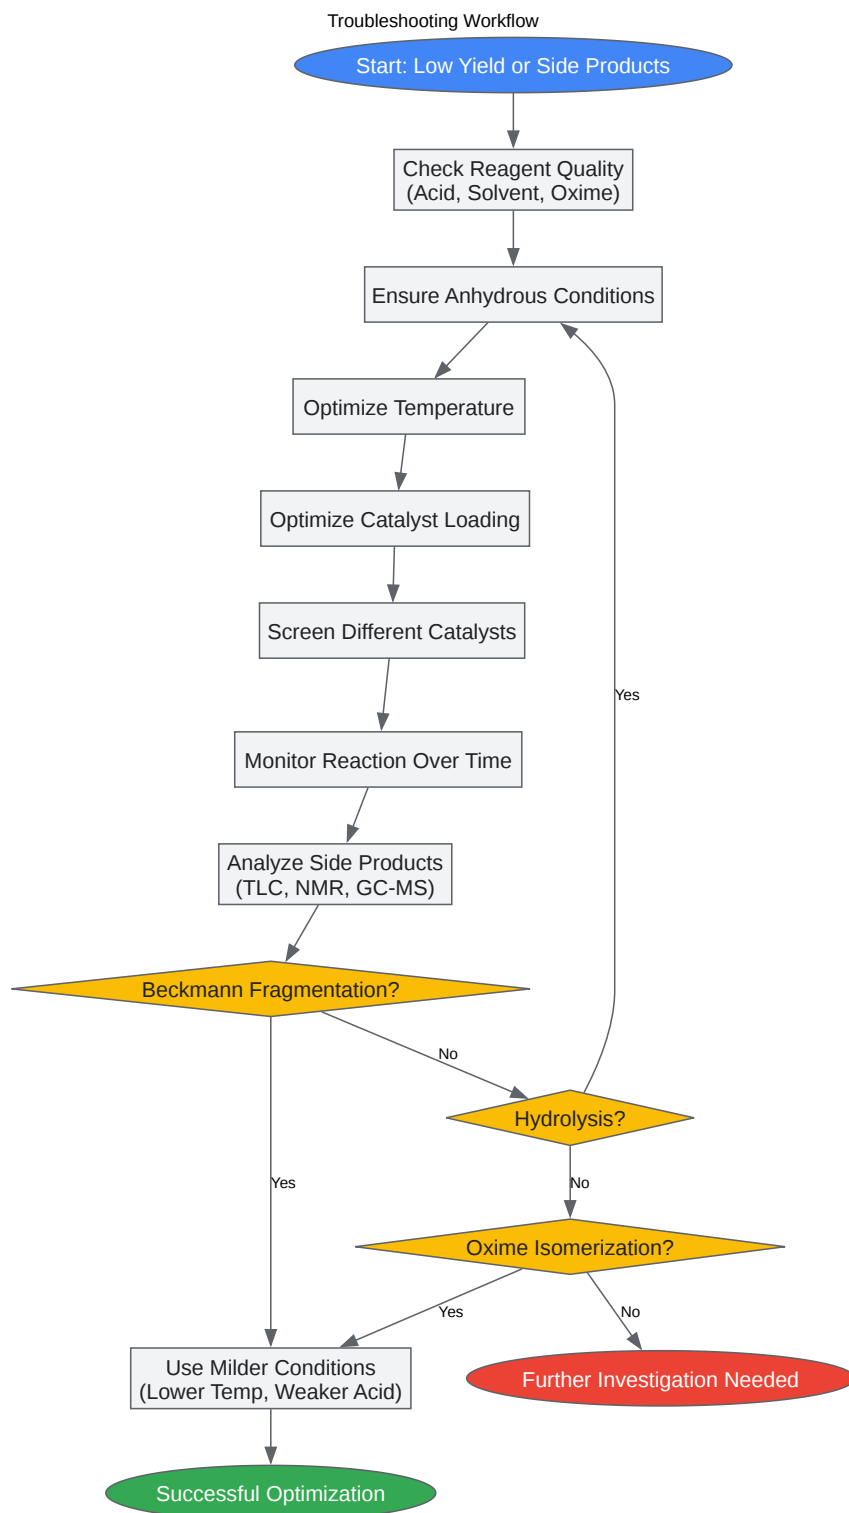 Troubleshooting Workflow
Start: Low Yield or Side Products
Check Reagent Quality
(Acid, Solvent, Oxime)
Ensure Anhydrous Conditions
Optimize Temperature
Optimize Catalyst Loading
Screen Different Catalysts
Yes
Monitor Reaction Over Time
Analyze Side Products
(TLC, NMR, GC-MS)
Beckmann Fragmentation?
No
Hydrolysis?
Yes
No
Oxime Isomerization?
Yes
No
Use Milder Conditions
(Lower Temp, Weaker Acid)
Further Investigation Needed
Successful Optimization